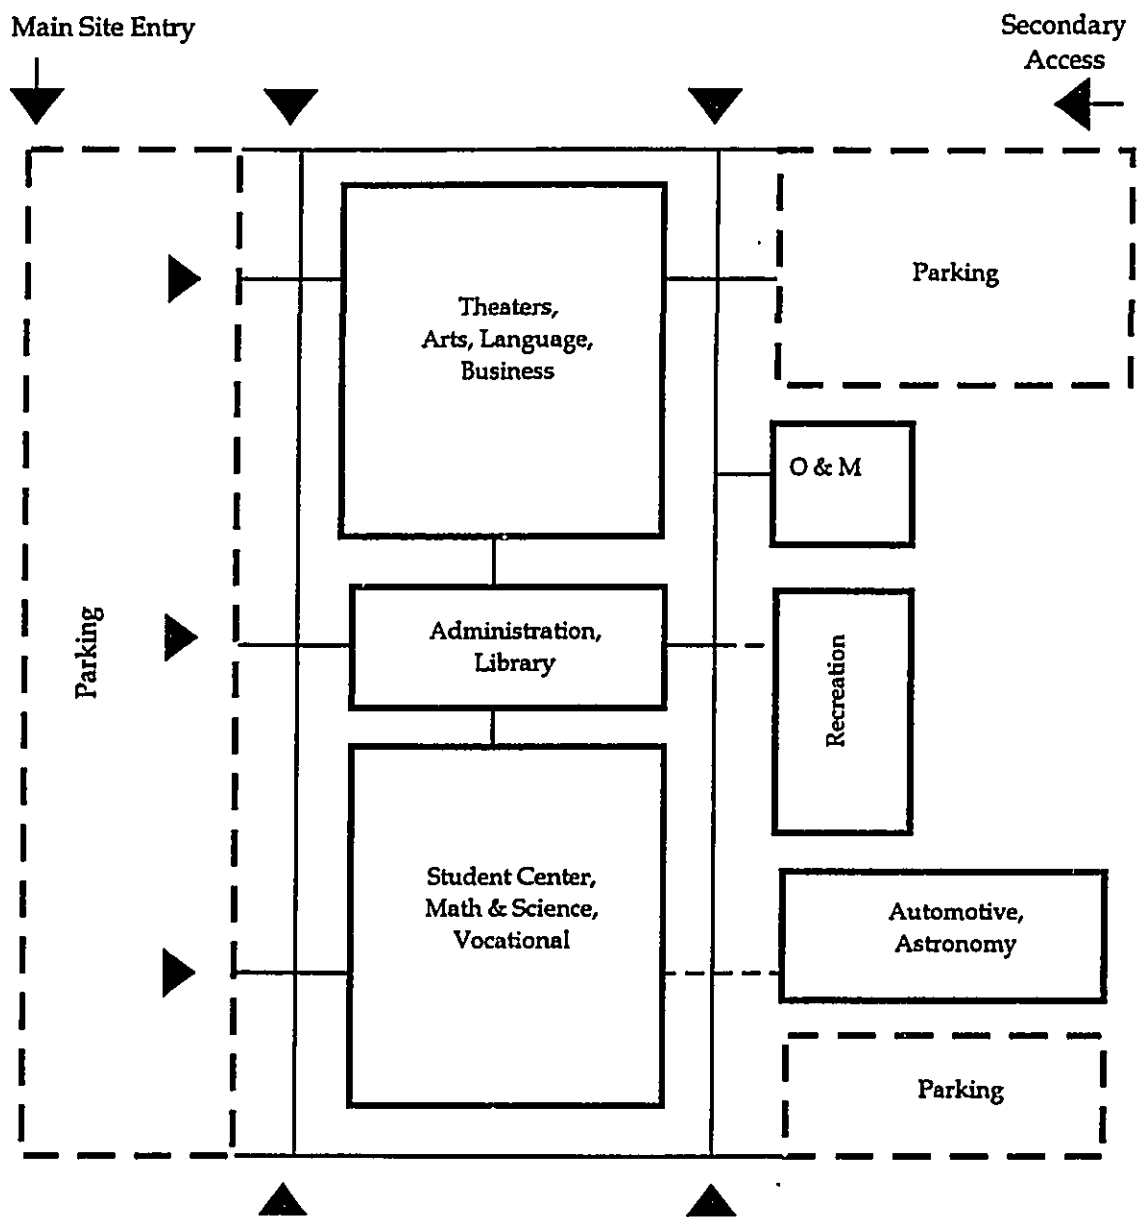 Main Site Entry
Secondary
Access
Parking
Theaters,
Arts, Language,
Business
O & M
Parking
Administration,
Library
Recreation
Student Center,
Math & Science,
Vocational
Automotive,
Astronomy
Parking